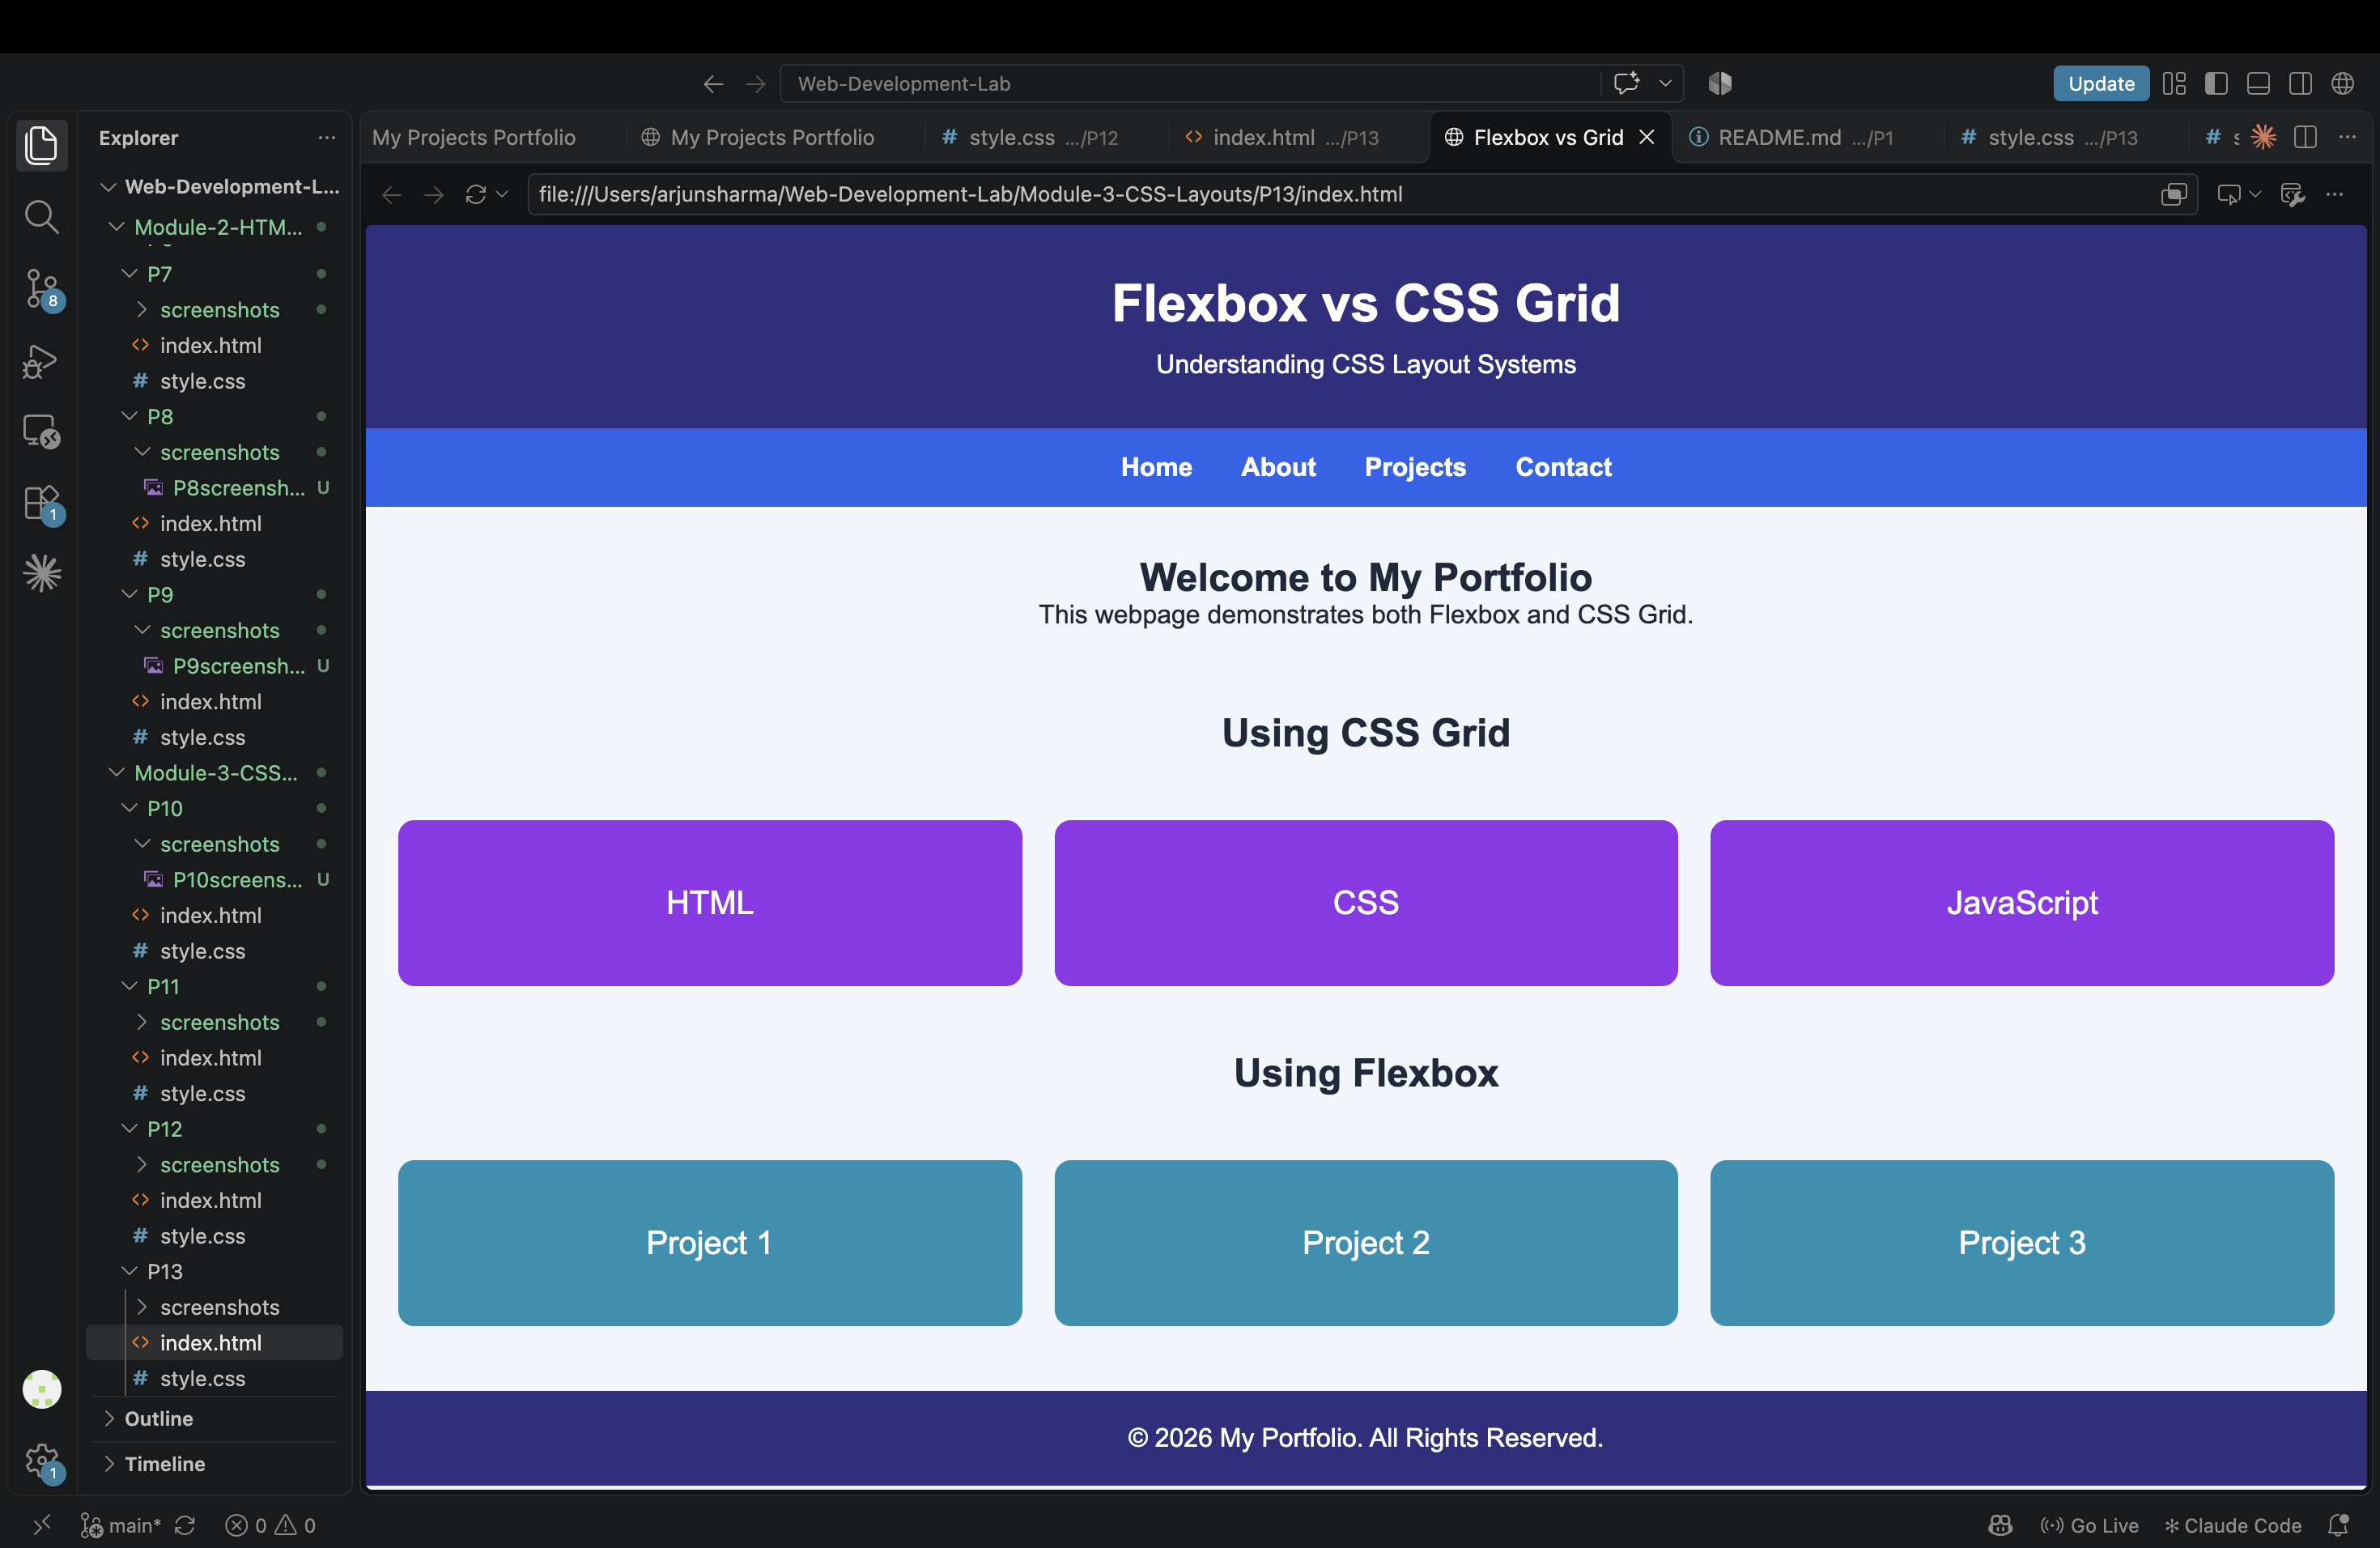 Web-Development-Lab
Update
Explorer
Web-Development-L...
Module-2-HTM...
P7
screenshots
index.html
# style.css
P8
screenshots
P8screensh... U
index.html
# style.css
P9
screenshots
P9screensh... U
index.html
# style.css
Module-3-CSS...
P10
screenshots
P10screens... U
index.html
# style.css
P11
screenshots
index.html
# style.css
P12
screenshots
index.html
# style.css
P13
screenshots
index.html
# style.css
Outline
Timeline
8
1
1
My Projects Portfolio
My Projects Portfolio
# style.css .../P12
index.html .../P13
Flexbox vs Grid
README.md .../P1
# style.css .../P13
#
file:///Users/arjunsharma/Web-Development-Lab/Module-3-CSS-Layouts/P13/index.html
Flexbox vs CSS Grid
Understanding CSS Layout Systems
Home About Projects Contact
Welcome to My Portfolio
This webpage demonstrates both Flexbox and CSS Grid.
Using CSS Grid
HTML CSS JavaScript
Using Flexbox
Project 1 Project 2 Project 3
© 2026 My Portfolio. All Rights Reserved.
main* 0 0
Go Live Claude Code